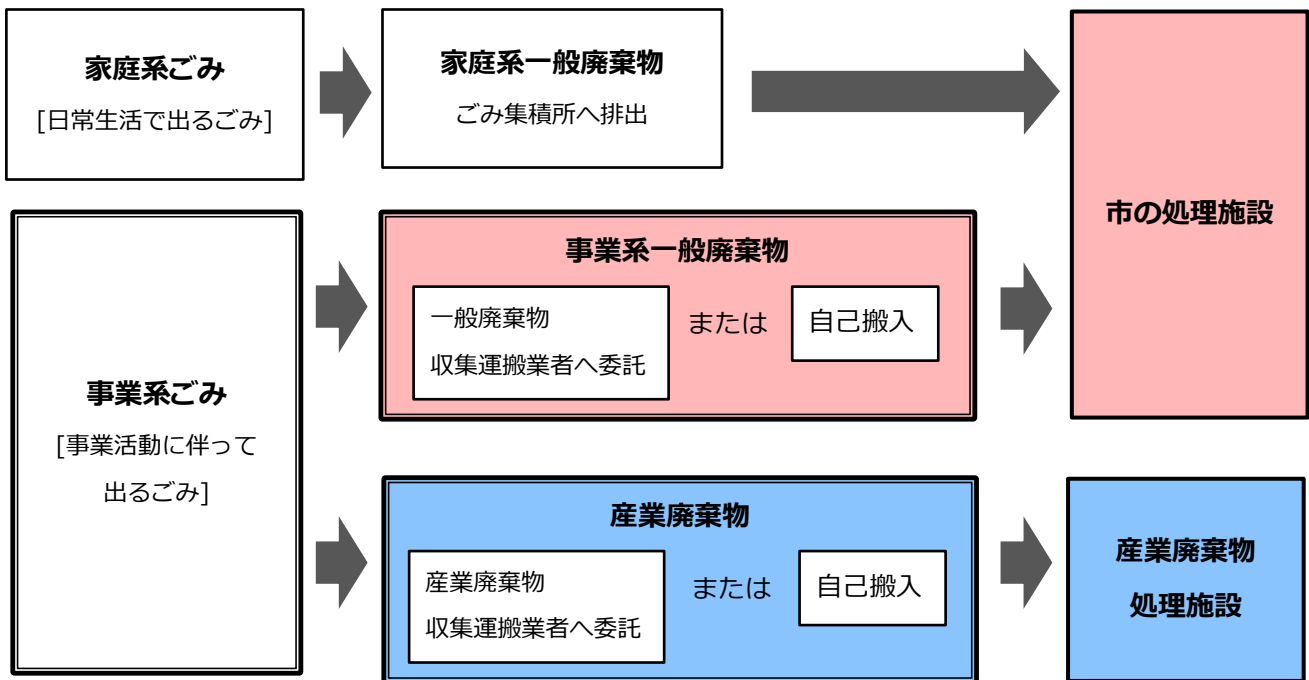 家庭系ごみ
[日常生活で出るごみ]
家庭系一般廃棄物
ごみ集積所へ排出
市の処理施設
事業系ごみ
[事業活動に伴って
出るごみ]
事業系一般廃棄物
一般廃棄物
収集運搬業者へ委託
または
自己搬入
産業廃棄物
産業廃棄物
収集運搬業者へ委託
または
自己搬入
産業廃棄物
処理施設